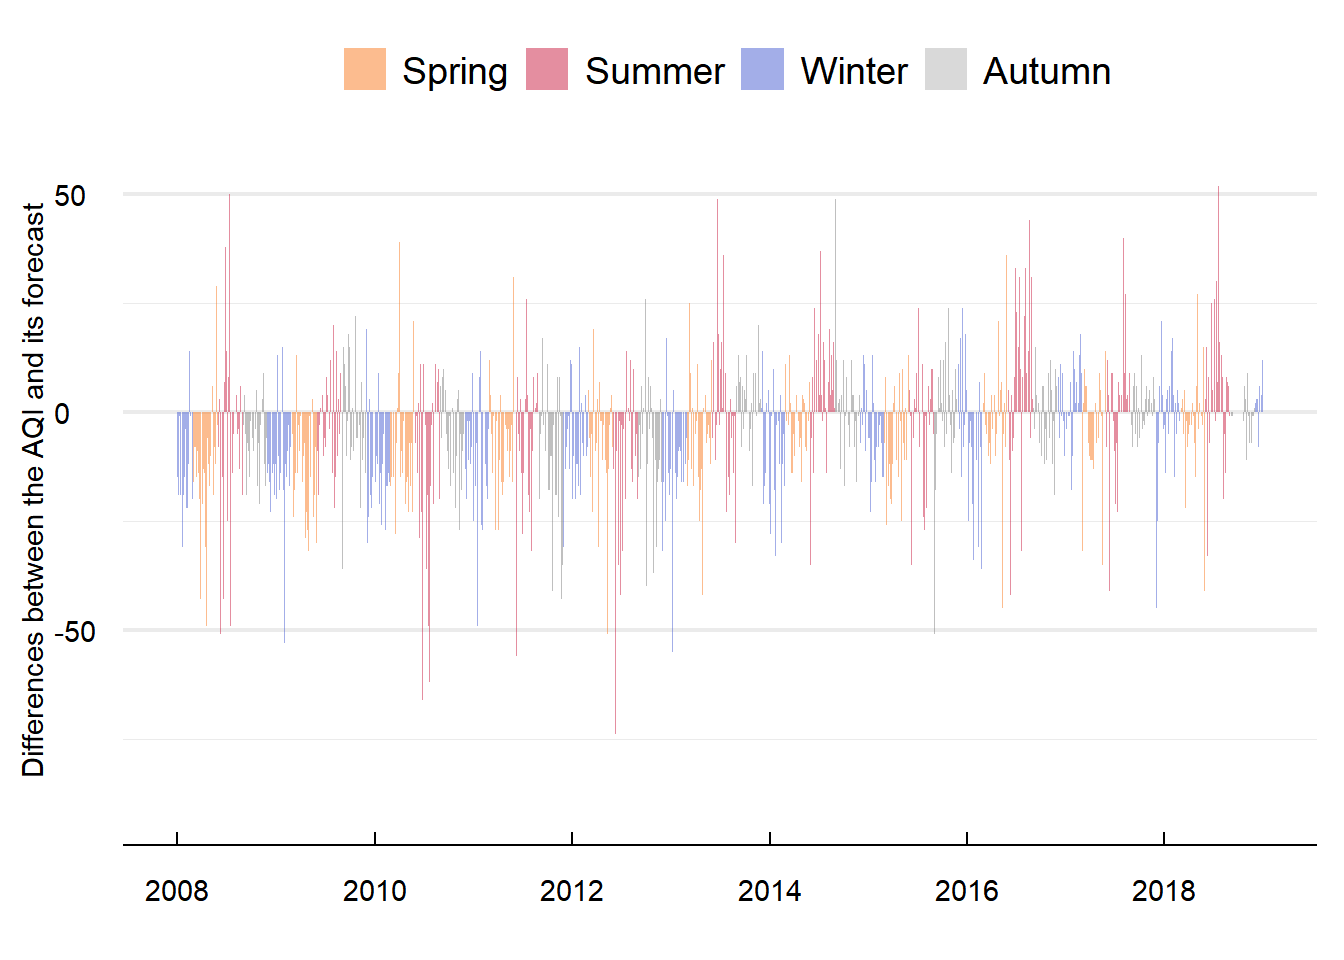 Spring Summer Winter Autumn
Differences between the AQI and its forecast
50
0
-50
2008 2010 2012 2014 2016 2018